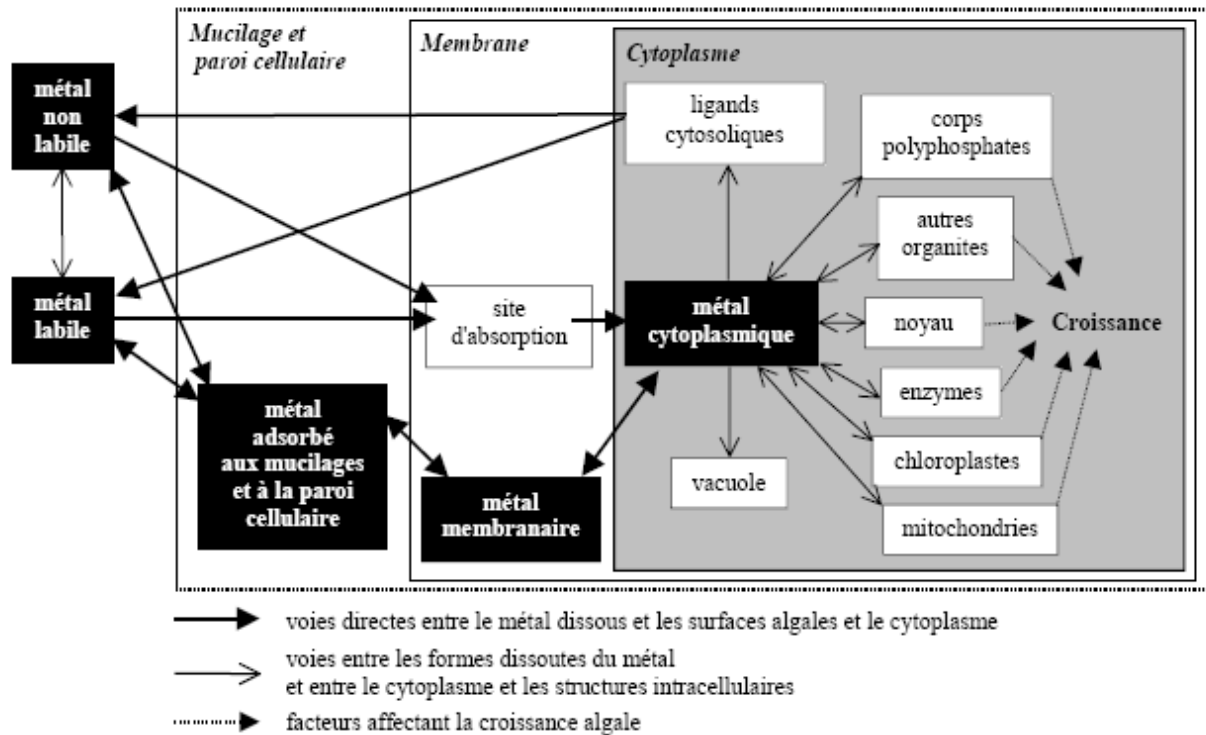 Mucilage et
paroi cellulaire
Membrane
Cytoplasme
métal
non
labile
ligands
cytosoliques
corps
polyphosphates
autres
organites
métal
labile
site
d'absorption
métal
cytoplasmique
noyau
Croissance
enzymes
métal
adsorbé
aux mucilages
et à la paroi
cellulaire
chloroplastes
vacuole
métal
membranaire
mitochondries
voies directes entre le métal dissous et les surfaces algales et le cytoplasme
voies entre les formes dissoutes du métal
et entre le cytoplasme et les structures intracellulaires
facteurs affectant la croissance algale